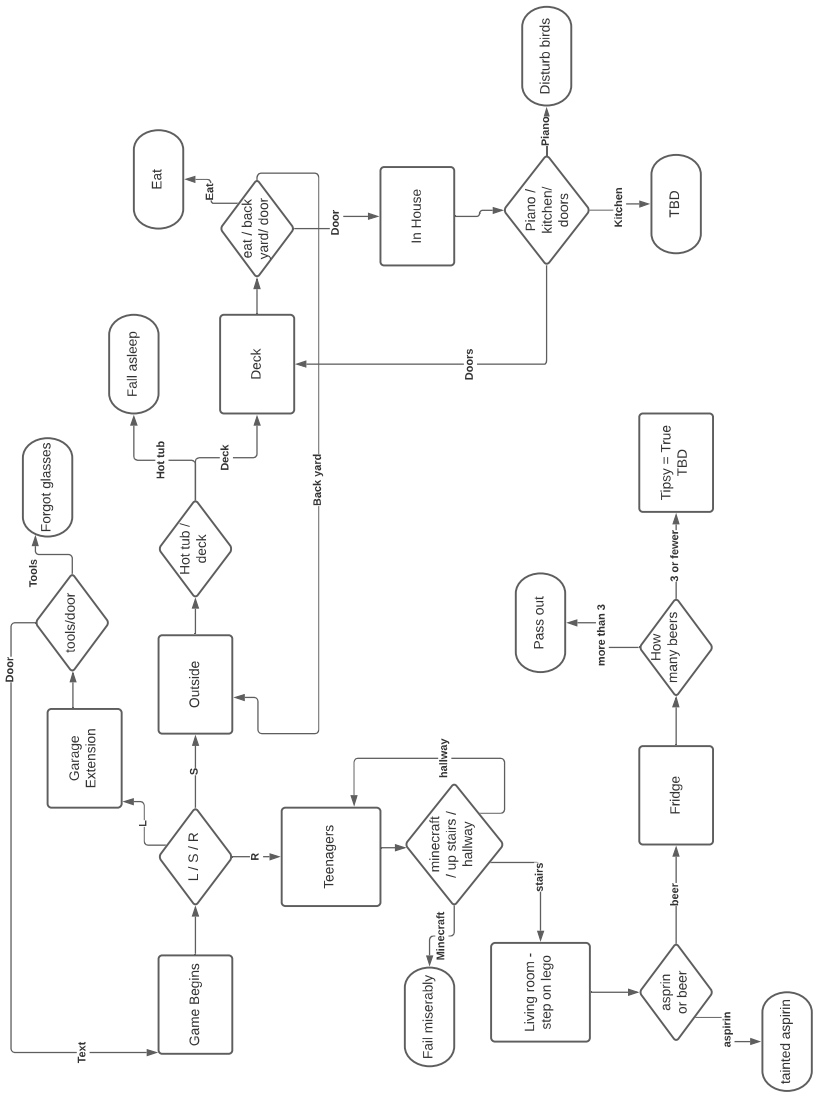 Door
Tools
Forgot glasses
tools/door
Text
Garage
Extension
Fall asleep
L
Eat
Hot tub
Game Begins
L / S / R
S
Outside
Hot tub /
deck
Eat
Deck
R
Deck
eat / back
yard/ door
Back yard
Teenagers
Door
In House
Fail miserably
Minecraft
minecraft
/ up stairs /
hallway
hallway
Doors
Living room -
step on lego
stairs
Pass out
Piano /
kitchen/
doors
Piano
Disturb birds
more than 3
Kitchen
asprin
or beer
beer
Fridge
How
many beers
3 or fewer
Tipsy = True
TBD
TBD
aspirin
tainted aspirin